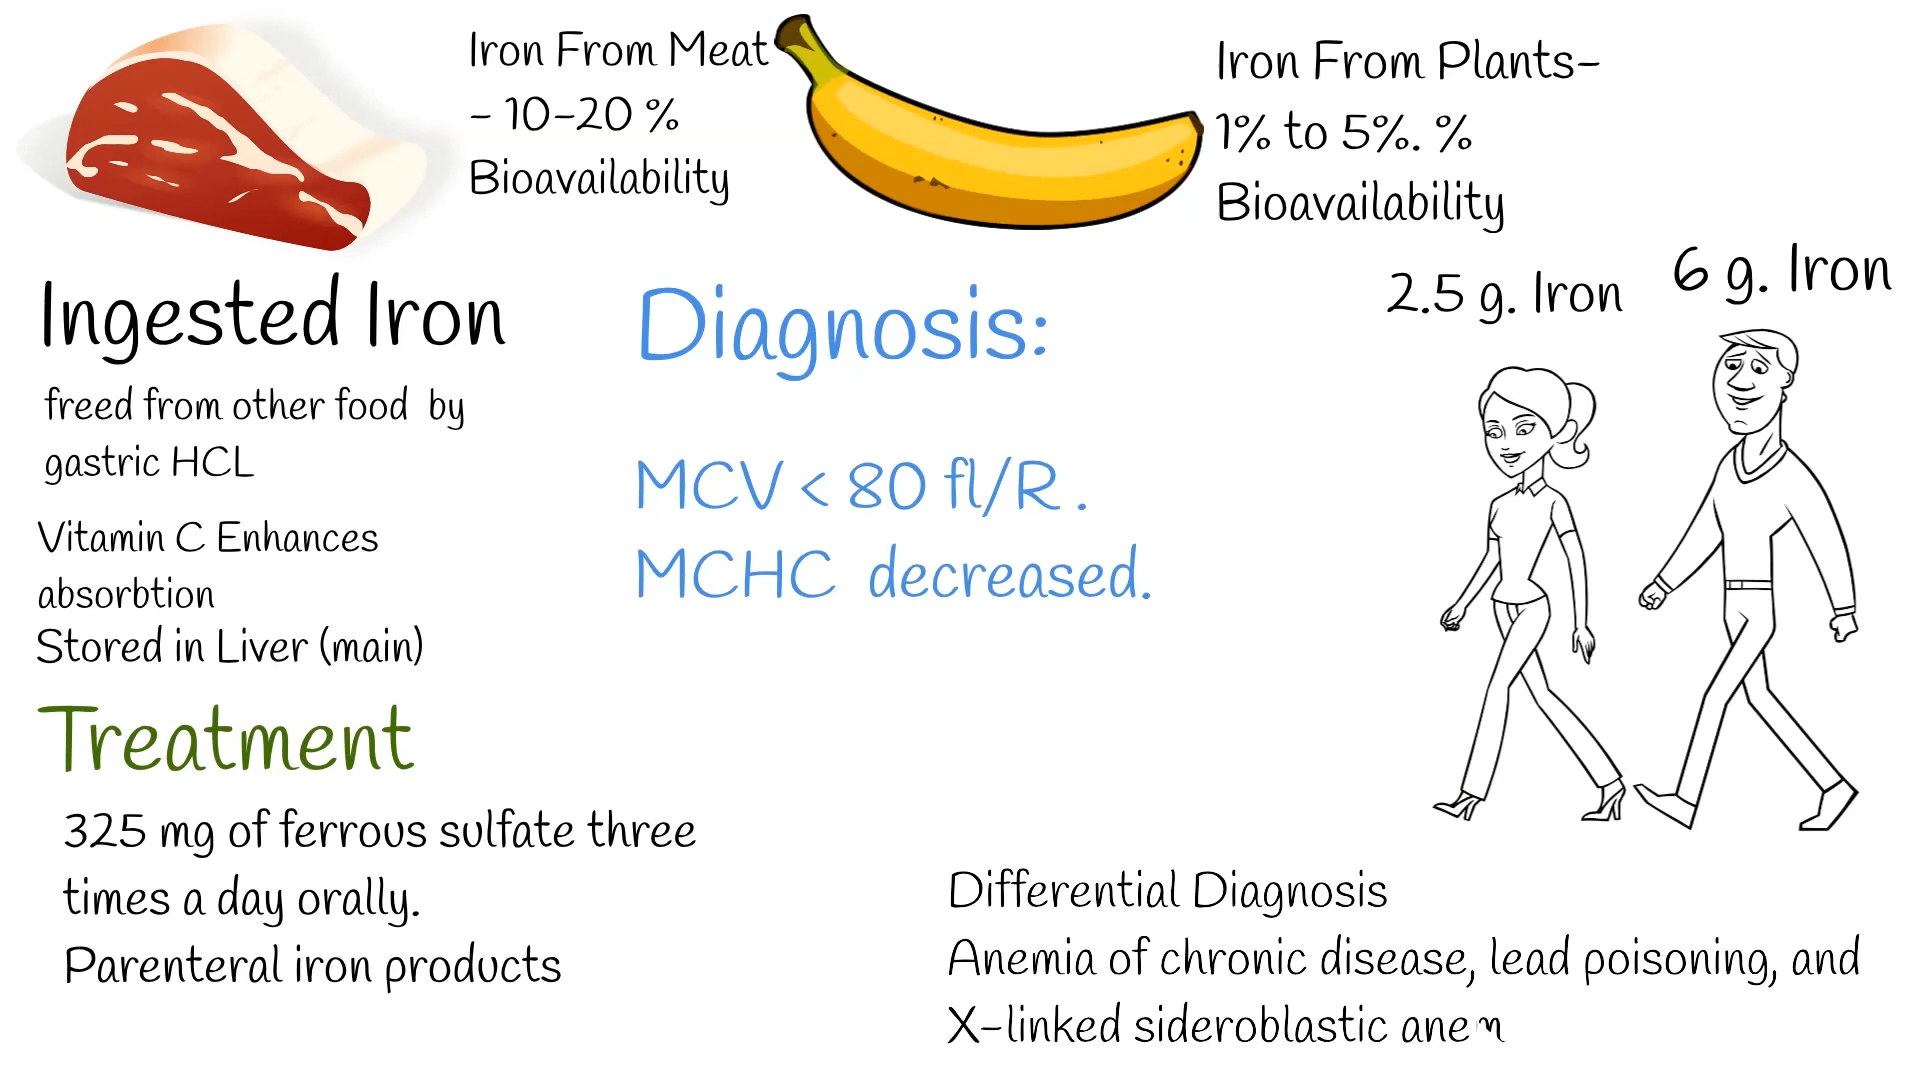 Iron From Meat
- 10-20 %
Bioavailability
Iron From Plants-
1% to 5%. %
Bioavailability
Ingested Iron
freed from other food by
gastric HCL
Vitamin C Enhances
absorbtion
Stored in Liver (main)
Diagnosis:
MCV < 80 fl/R .
MCHC decreased.
2.5 g. Iron
6 g. Iron
Treatment
325 mg of ferrous sulfate three
times a day orally.
Parenteral iron products
Differential Diagnosis
Anemia of chronic disease, lead poisoning, and
X-linked sideroblastic anem